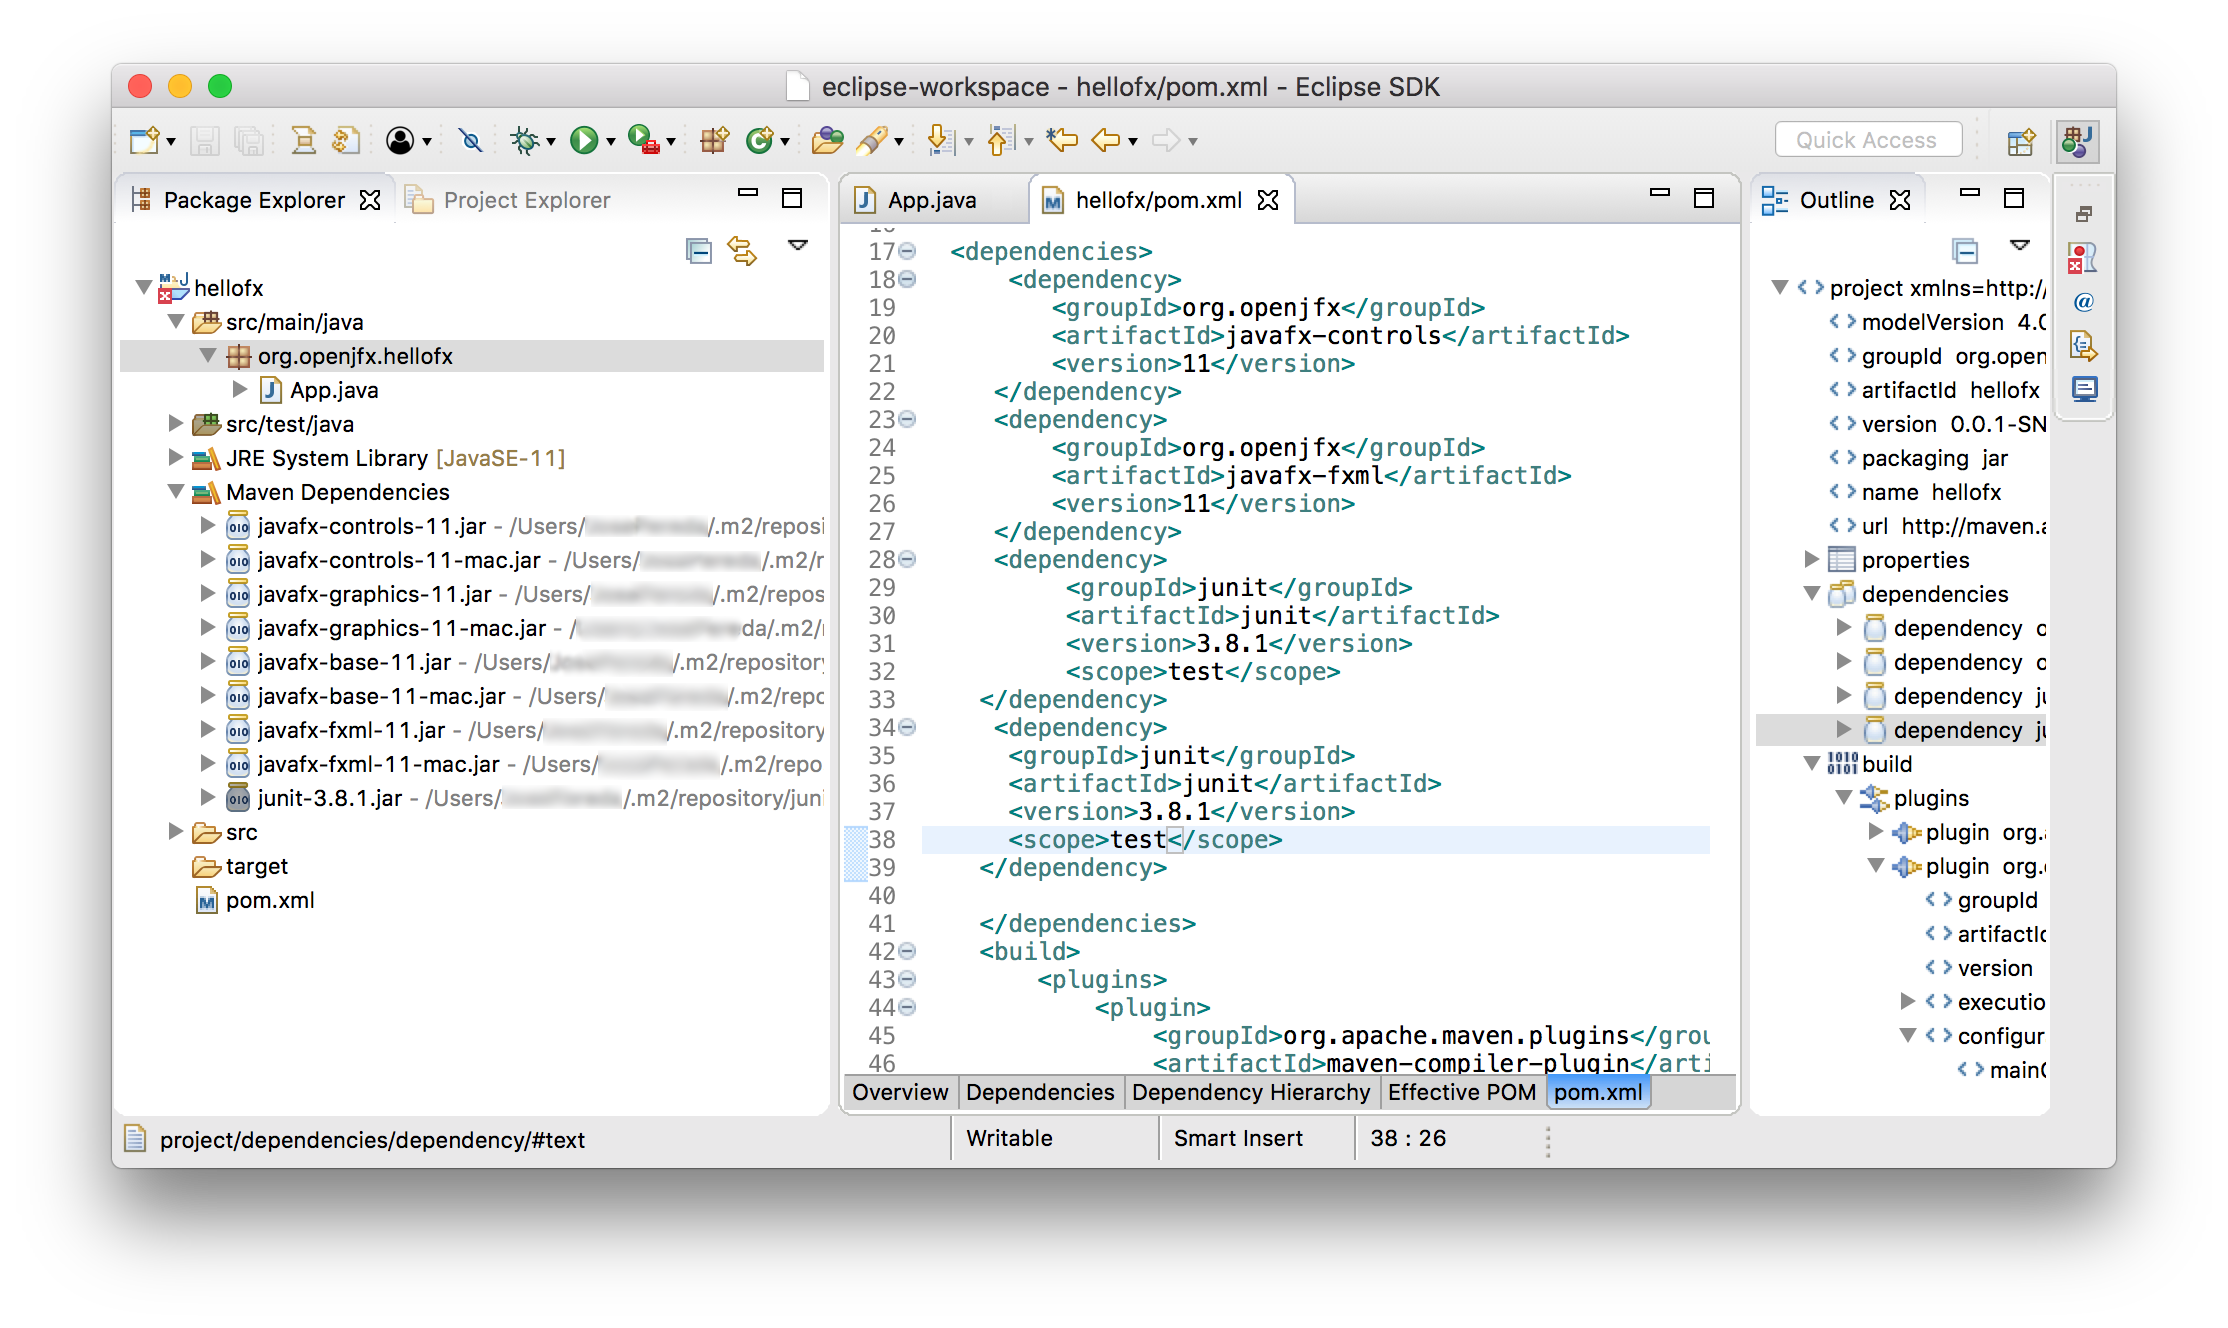 eclipse-workspace - hellofx/pom.xml - Eclipse SDK
Quick Access
Package Explorer
Project Explorer
hellofx
src/main/java
org.openjfx.hellofx
App.java
src/test/java
JRE System Library [JavaSE-11]
Maven Dependencies
javafx-controls-11.jar - /Users/ /.m2/reposi
javafx-controls-11-mac.jar - /Users/ /.m2/r
javafx-graphics-11.jar - /Users/ /.m2/repos
javafx-graphics-11-mac.jar - / da/.m2/
javafx-base-11.jar - /Users/ /.m2/repository
javafx-base-11-mac.jar - /Users/ /.m2/repo
javafx-fxml-11.jar - /Users/ /.m2/repository
javafx-fxml-11-mac.jar - /Users/ /.m2/repo
junit-3.8.1.jar - /Users/ /.m2/repository/juni
src
target
pom.xml
App.java
hellofx/pom.xml
17 <dependencies>
18 <dependency>
19 <groupId>org.openjfx</groupId>
20 <artifactId>javafx-controls</artifactId>
21 <version>11</version>
22 </dependency>
23 <dependency>
24 <groupId>org.openjfx</groupId>
25 <artifactId>javafx-fxml</artifactId>
26 <version>11</version>
27 </dependency>
28 <dependency>
29 <groupId>junit</groupId>
30 <artifactId>junit</artifactId>
31 <version>3.8.1</version>
32 <scope>test</scope>
33 </dependency>
34 <dependency>
35 <groupId>junit</groupId>
36 <artifactId>junit</artifactId>
37 <version>3.8.1</version>
38 <scope>test</scope>
39 </dependency>
40
41 </dependencies>
42 <build>
43 <plugins>
44 <plugin>
45 <groupId>org.apache.maven.plugins</grou
46 <artifactId>maven-compiler-plugin</arti
Overview
Dependencies
Dependency Hierarchy
Effective POM
pom.xml
Outline
project xmlns=http:/
modelVersion 4.0
groupId org.open
artifactId hellofx
version 0.0.1-SN
packaging jar
name hellofx
url http://maven.a
properties
dependencies
dependency o
dependency o
dependency ju
dependency ju
build
plugins
plugin org.
plugin org.
groupId
artifactId
version
executio
configur
mainC
project/dependencies/dependency/#text
Writable
Smart Insert
38 : 26